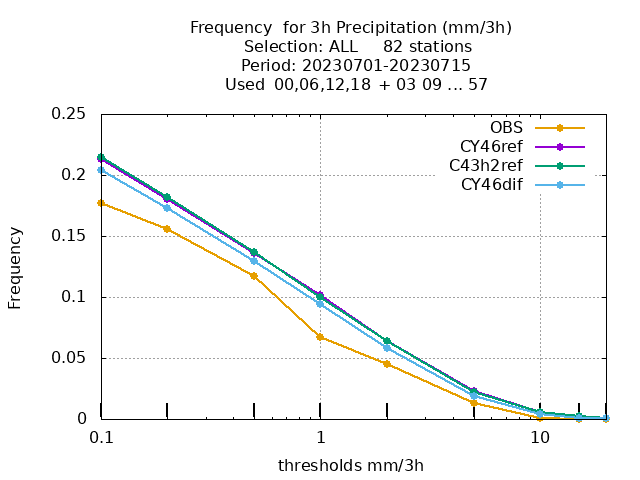 Frequency  for 3h Precipitation (mm/3h)
Selection: ALL     82 stations
Period: 20230701-20230715
Used  00,06,12,18 + 03 09 ... 57
0.25
0.2
0.15
0.1
0.05
0
Frequency
OBS
CY46ref
C43h2ref
CY46dif
0.1
1
10
thresholds mm/3h